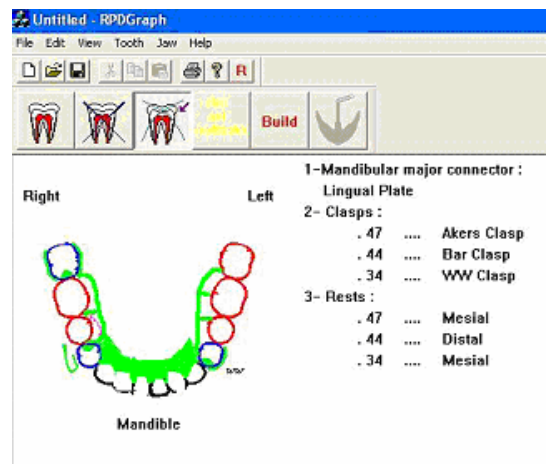 Untitled - RPDGraph
File Edit View Tooth Jaw Help
R
Build
Right
Left
Mandible
1-Mandibular major connector :
Lingual Plate
2- Clasps :
. 47 .... Akers Clasp
. 44 .... Bar Clasp
. 34 .... WW Clasp
3- Rests :
. 47 .... Mesial
. 44 .... Distal
. 34 .... Mesial